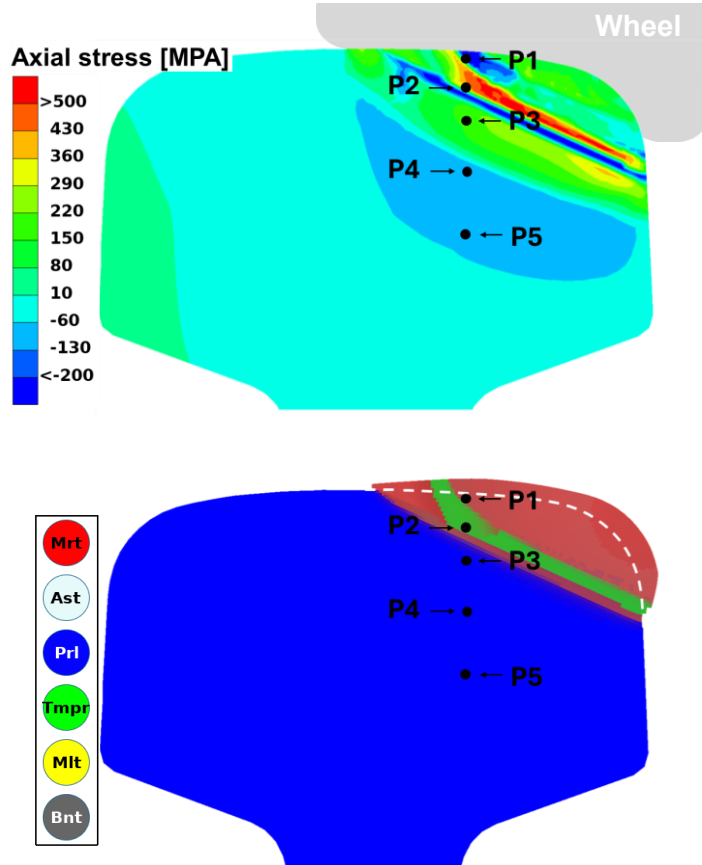 Wheel
Axial stress [MPA]
>500
430
360
290
220
150
80
10
-60
-130
<-200
P1
P2
P3
P4
P5
Mrt
Ast
Prl
Tmpr
Mlt
Bnt
P1
P2
P3
P4
P5